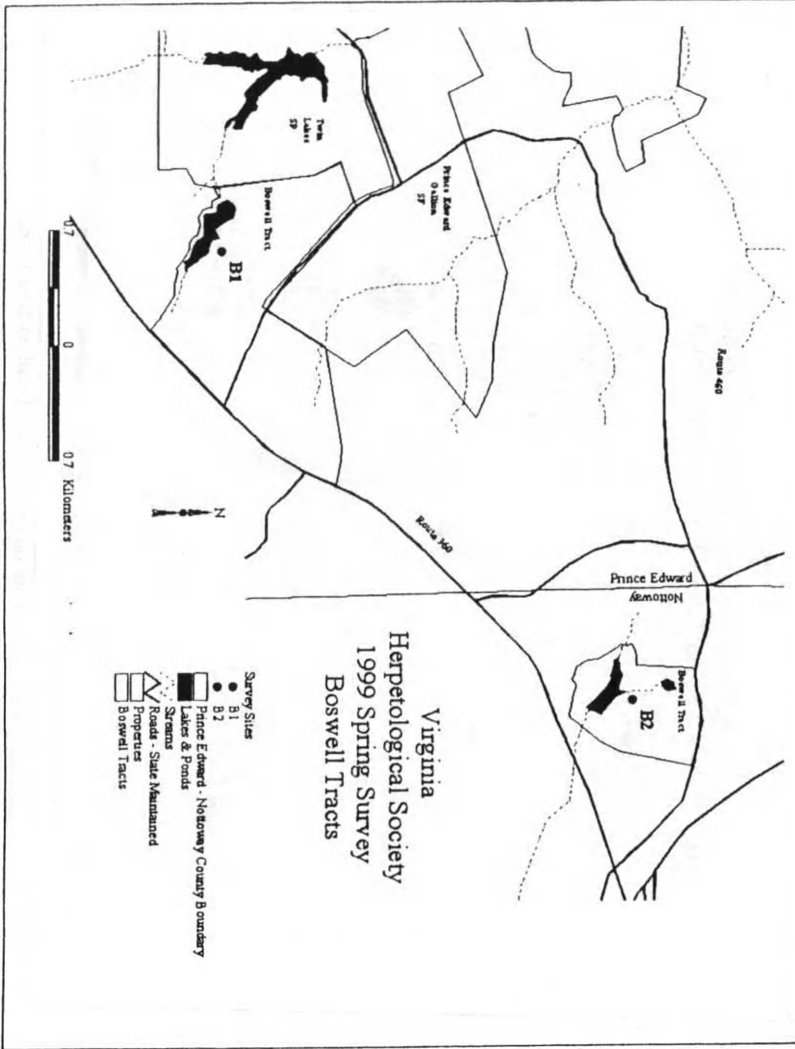 Virginia
Herpetological Society
1999 Spring Survey
Boswell Tracts
Route 460
Route 360
Prince Edward
Nottoway
Boswell Tract
B2
Prince Edward
Gallion
SF
Twin
Lakes
SP
Boswell Tract
B1
N
0.7 0 0.7 Kilometers
Survey Sites
B1
B2
Prince Edward - Nottoway County Boundary
Lakes & Ponds
Streams
Roads - State Maintained
Properties
Boswell Tracts